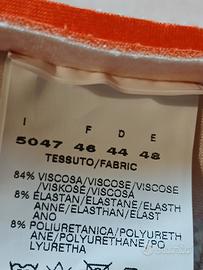 I F D E
5047 46 44 48
TESSUTO/FABRIC
84% VISCOSA/VISCOSE/VISCOSE
/VISKOSE/VISCOSA
8% ELASTAN/ELASTANE/ELASTH
ANNE/ELASTHAN/ELAST
ANO
8% POLIURETANICA/POLYURETH
ANE/POLYURETHANE/PO
LYURETHA